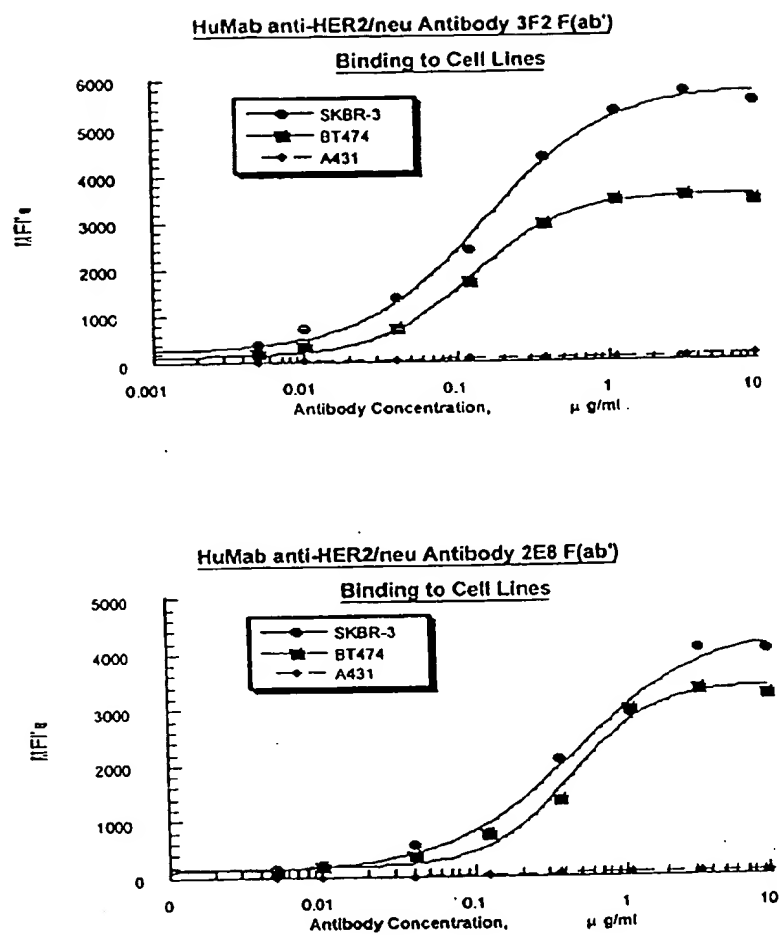 HuMab anti-HER2/neu Antibody 3F2 F(ab')
Binding to Cell Lines
6000
5000
4000
3000
2000
1000
0
SKBR-3
BT474
A431
MFI's
0.001 0.01 0.1 1 10
Antibody Concentration, μ g/ml
HuMab anti-HER2/neu Antibody 2E8 F(ab')
Binding to Cell Lines
5000
4000
3000
2000
1000
0
SKBR-3
BT474
A431
MFI's
0 0.01 0.1 1 10
Antibody Concentration, μ g/ml